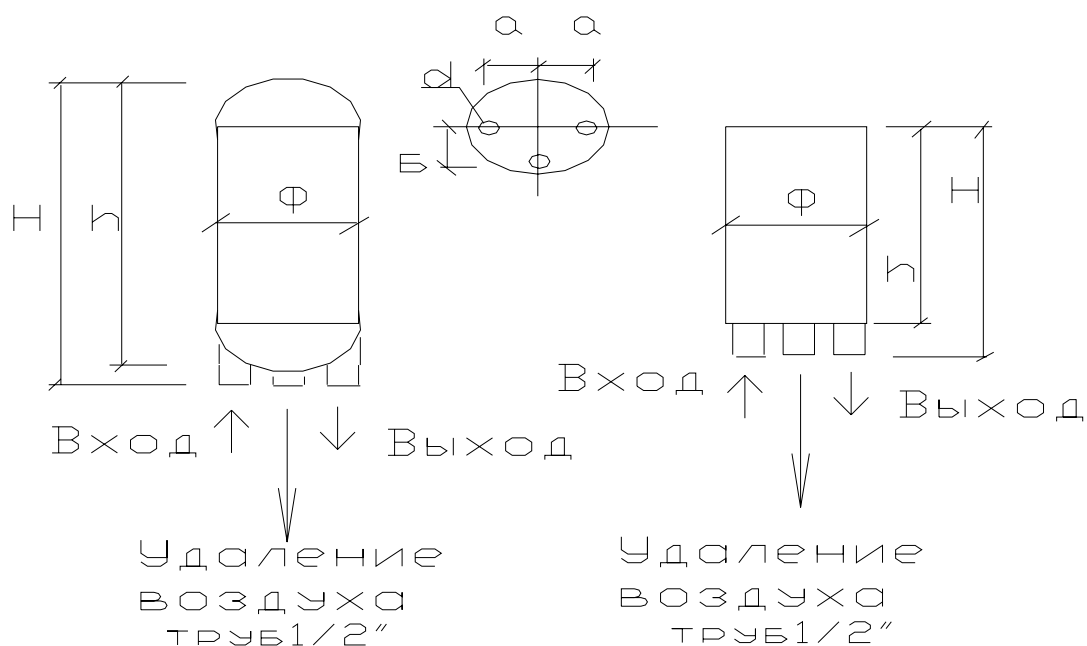 а а
d
Б
H
h
Ф
Ф
h
H
Вход
Выход
Вход
Выход
Удаление
воздуха
труб1/2"
Удаление
воздуха
труб1/2"